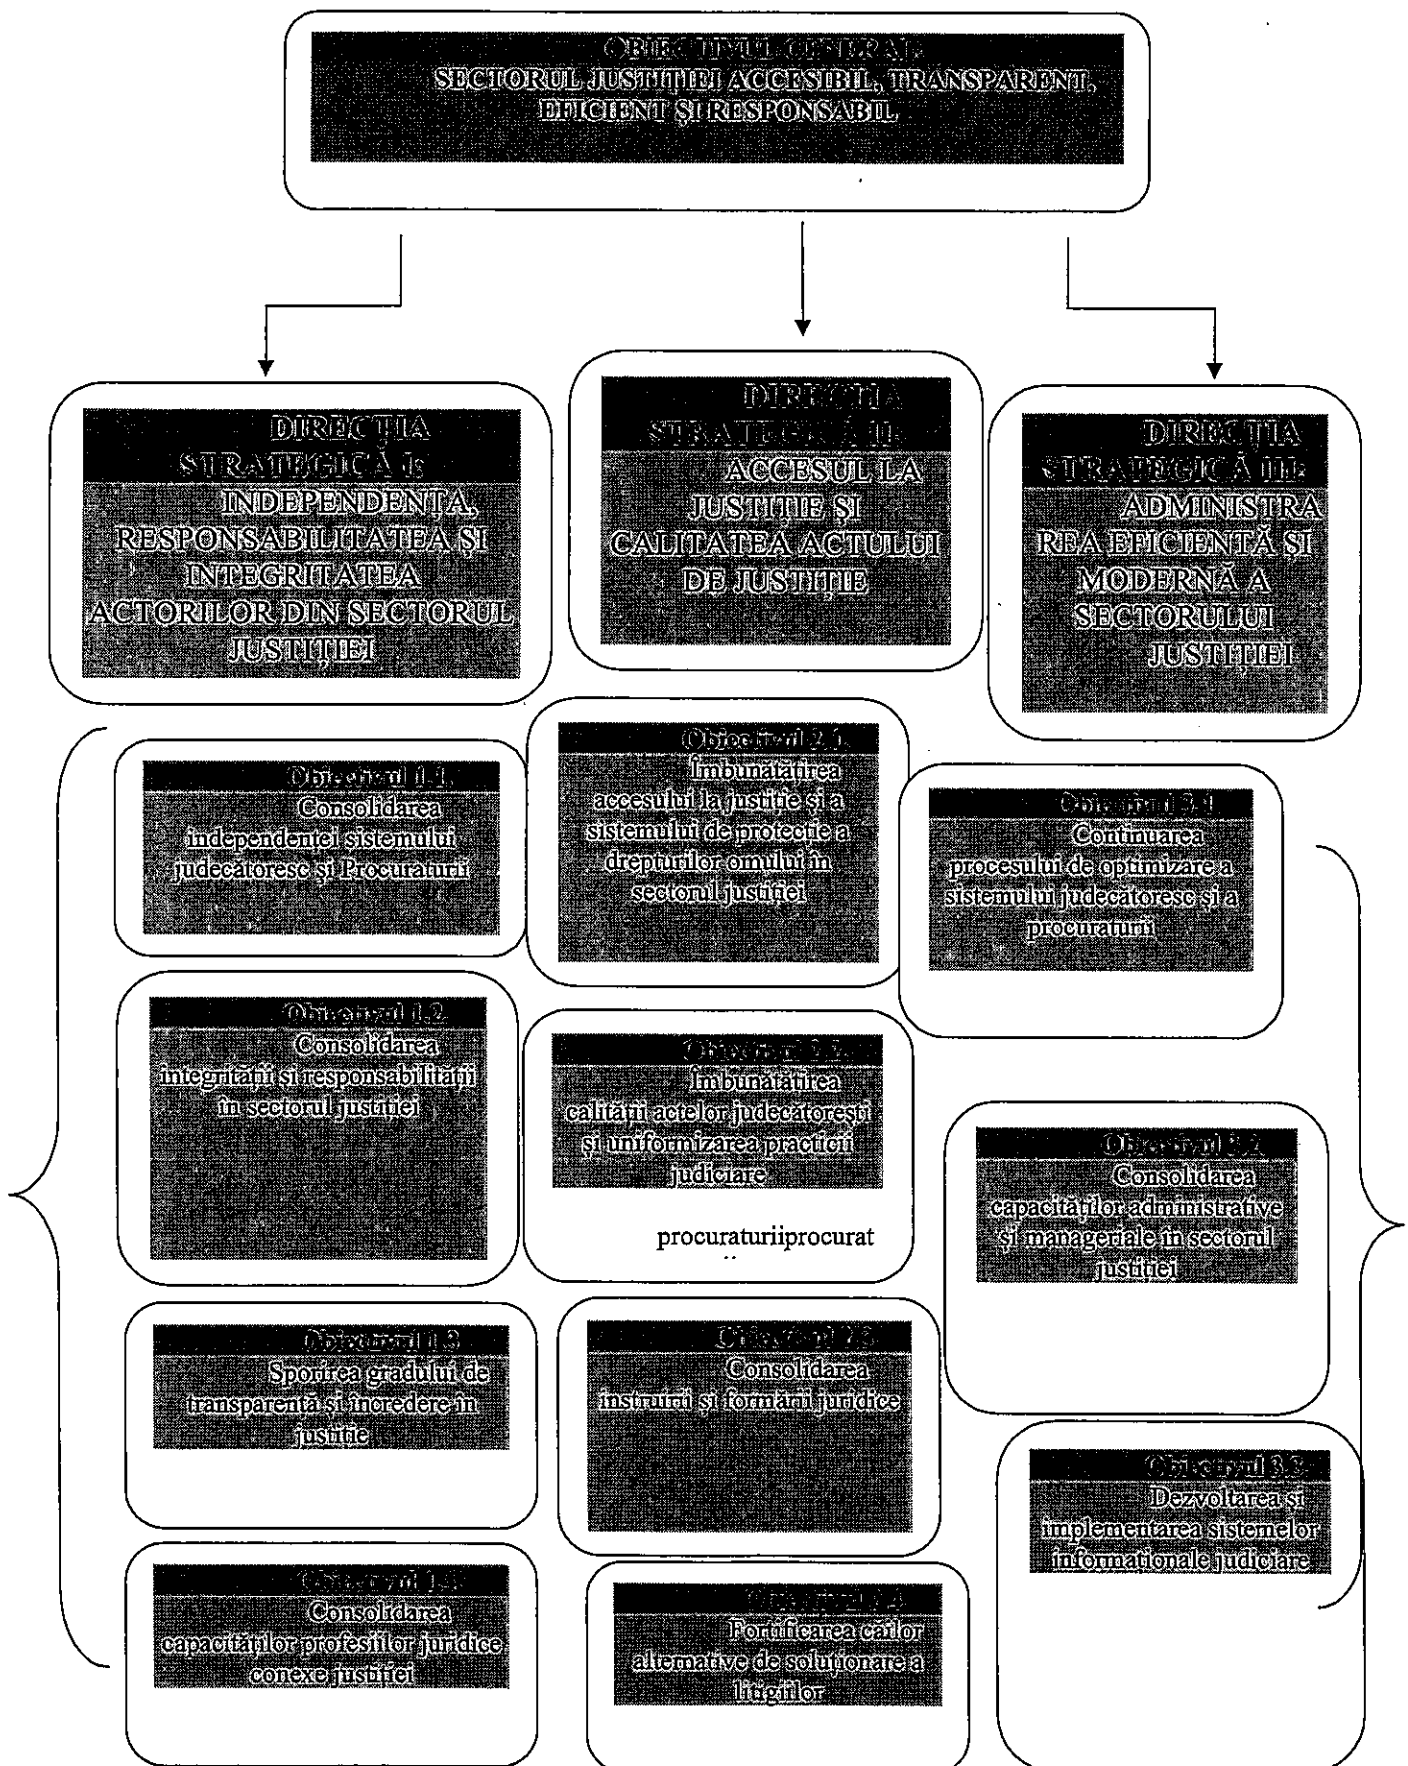 OBIECTIVUL GENERAL:
SECTORUL JUSTIȚIEI ACCESIBIL, TRANSPARENT,
EFICIENT ȘI RESPONSABIL
DIRECȚIA
STRATEGICĂ I:
INDEPENDENȚA,
RESPONSABILITATEA ȘI
INTEGRITATEA
ACTORILOR DIN SECTORUL
JUSTIȚIEI
DIRECȚIA
STRATEGICĂ II:
ACCESUL LA
JUSTIȚIE ȘI
CALITATEA ACTULUI
DE JUSTIȚIE
DIRECȚIA
STRATEGICĂ III:
ADMINISTRA
REA EFICIENTĂ ȘI
MODERNĂ A
SECTORULUI
JUSTIȚIEI
Obiectivul 1.1.
Consolidarea
independenței sistemului
judecătoresc și Procuraturii
Obiectivul 1.2.
Consolidarea
integrității și responsabilității
în sectorul justiției
Obiectivul 1.3.
Sporirea gradului de
transparență și încredere în
justiție
Obiectivul 1.4.
Consolidarea
capacităților profesiilor juridice
conexe justiției
Obiectivul 2.1.
Îmbunătățirea
accesului la justiție și a
sistemului de protecție a
drepturilor omului în
sectorul justiției
Obiectivul 2.2.
Îmbunătățirea
calității actelor judecătorești
și uniformizarea practicii
judiciare
procuraturiiprocurat
Obiectivul 2.3.
Consolidarea
instruirii și formării juridice
Obiectivul 2.4.
Fortificarea căilor
alternative de soluționare a
litigiilor
Obiectivul 3.1.
Continuarea
procesului de optimizare a
sistemului judecătoresc și a
procuraturii
Obiectivul 3.2.
Consolidarea
capacităților administrative
și manageriale în sectorul
justiției
Obiectivul 3.3.
Dezvoltarea și
implementarea sistemelor
informaționale judiciare